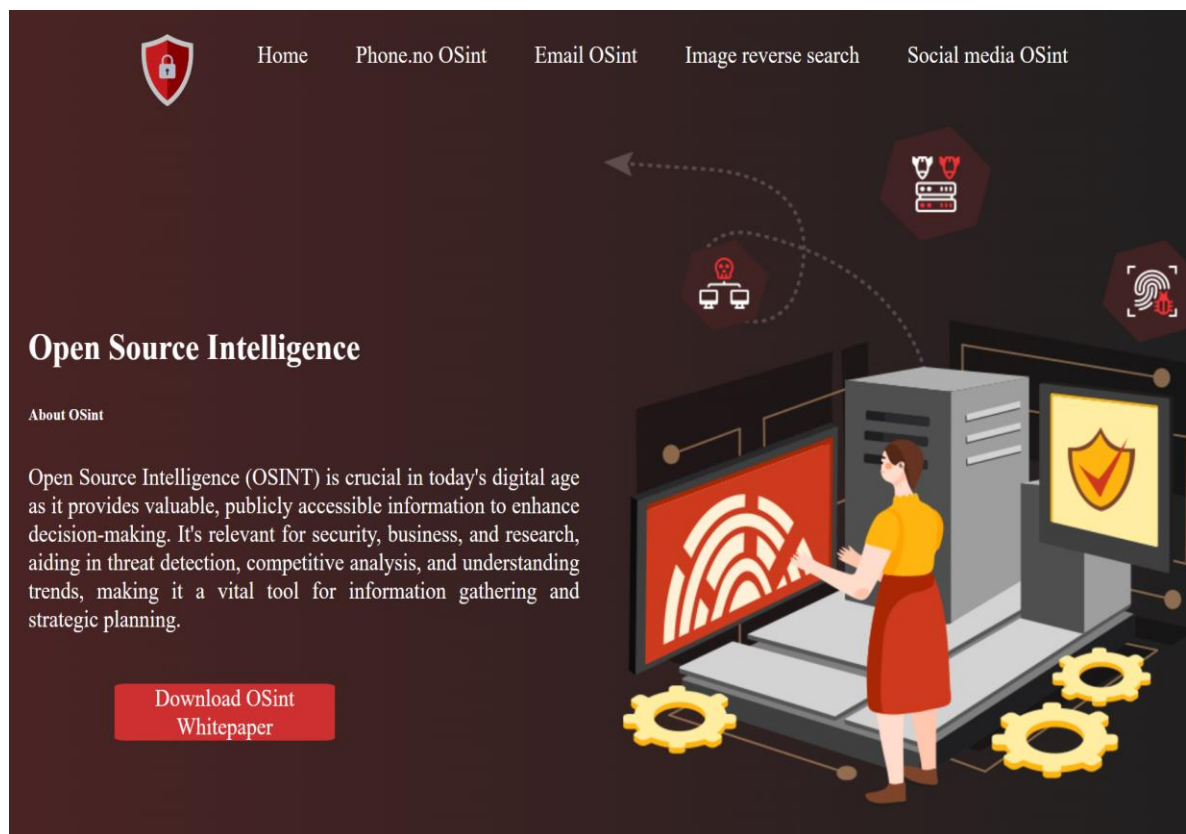 Home Phone.no OSint Email OSint Image reverse search Social media OSint
Open Source Intelligence
About OSint
Open Source Intelligence (OSINT) is crucial in today's digital age
as it provides valuable, publicly accessible information to enhance
decision-making. It's relevant for security, business, and research,
aiding in threat detection, competitive analysis, and understanding
trends, making it a vital tool for information gathering and
strategic planning.
Download OSint
Whitepaper